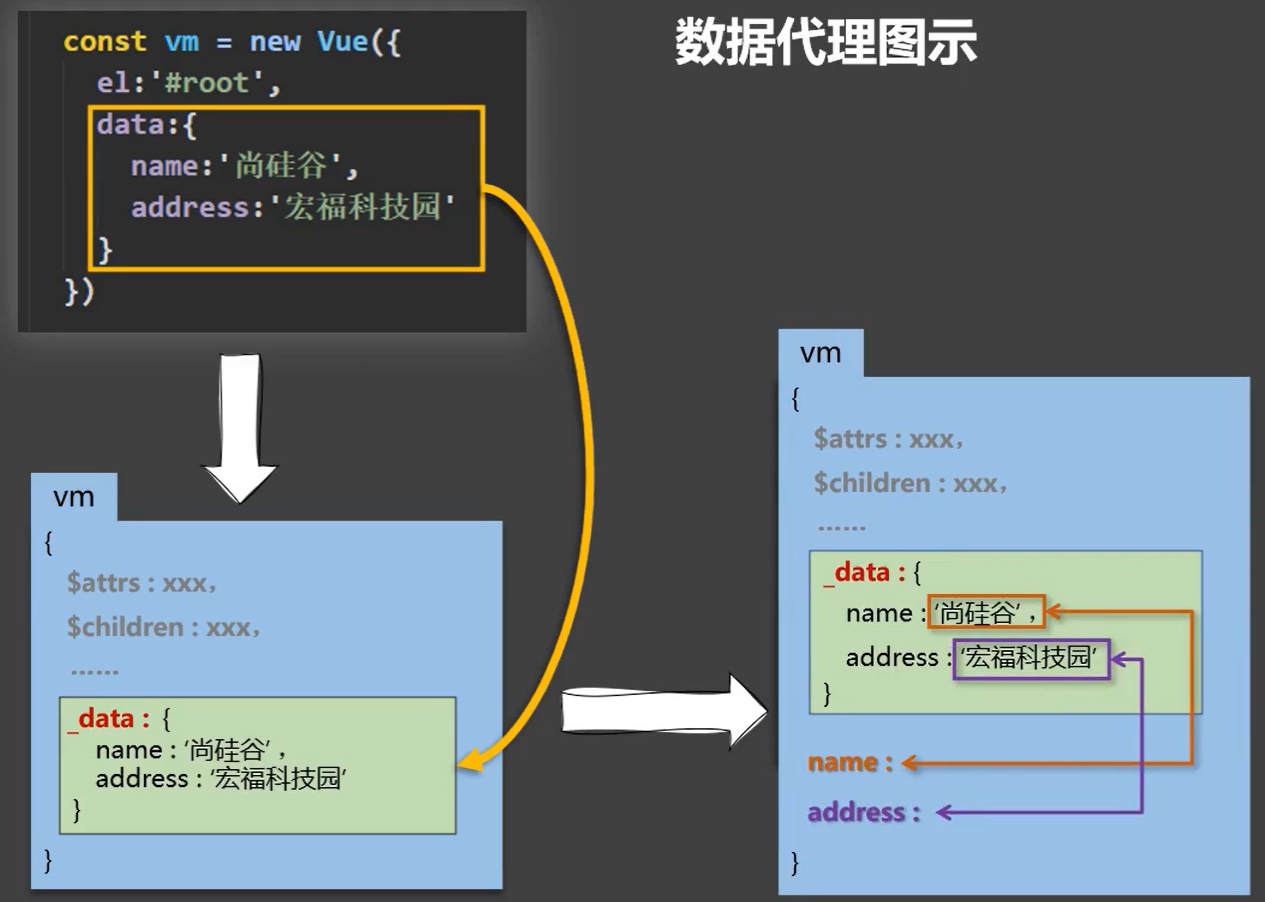 数据代理图示
const vm = new Vue({
el:'#root',
data:{
name:'尚硅谷',
address:'宏福科技园'
}
})
vm
{
$attrs : xxx，
$children : xxx，
......
_data : {
name : ‘尚硅谷’ ，
address : ‘宏福科技园’
}
}
vm
{
$attrs : xxx，
$children : xxx，
......
_data : {
name : ‘尚硅谷’ ，
address : ‘宏福科技园’
}
name :
address :
}